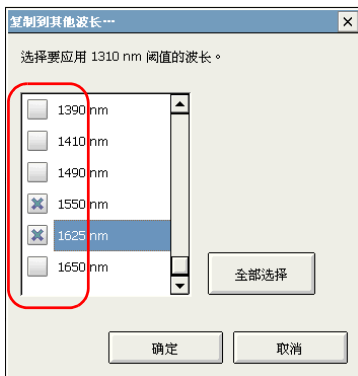 复制到其他波长…
选择要应用 1310 nm 阈值的波长。
1390 nm
1410 nm
1490 nm
1550 nm
1625 nm
1650 nm
全部选择
确定
取消